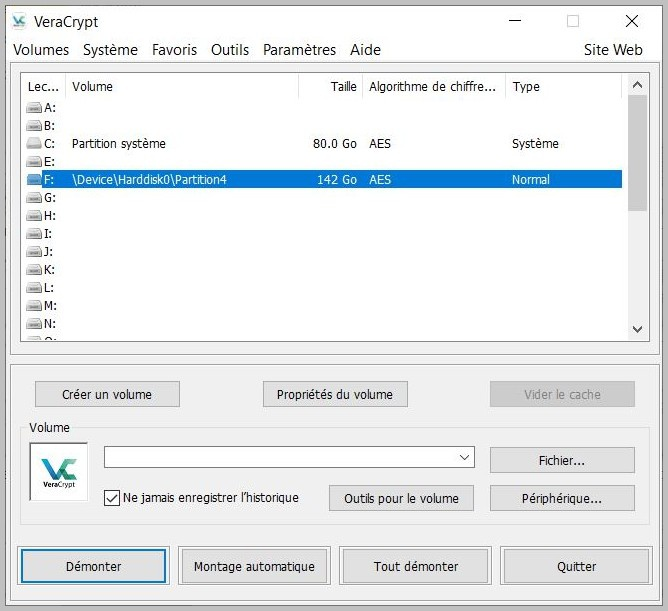 VeraCrypt
Volumes Système Favoris Outils Paramètres Aide Site Web
Lec... Volume Taille Algorithme de chiffre... Type
A:
B:
C: Partition système 80.0 Go AES Système
E:
F: \Device\Harddisk0\Partition4 142 Go AES Normal
G:
H:
I:
J:
K:
L:
M:
N:
Créer un volume Propriétés du volume Vider le cache
Volume
VeraCrypt
Fichier...
Ne jamais enregistrer l'historique Outils pour le volume Périphérique...
Démonter Montage automatique Tout démonter Quitter